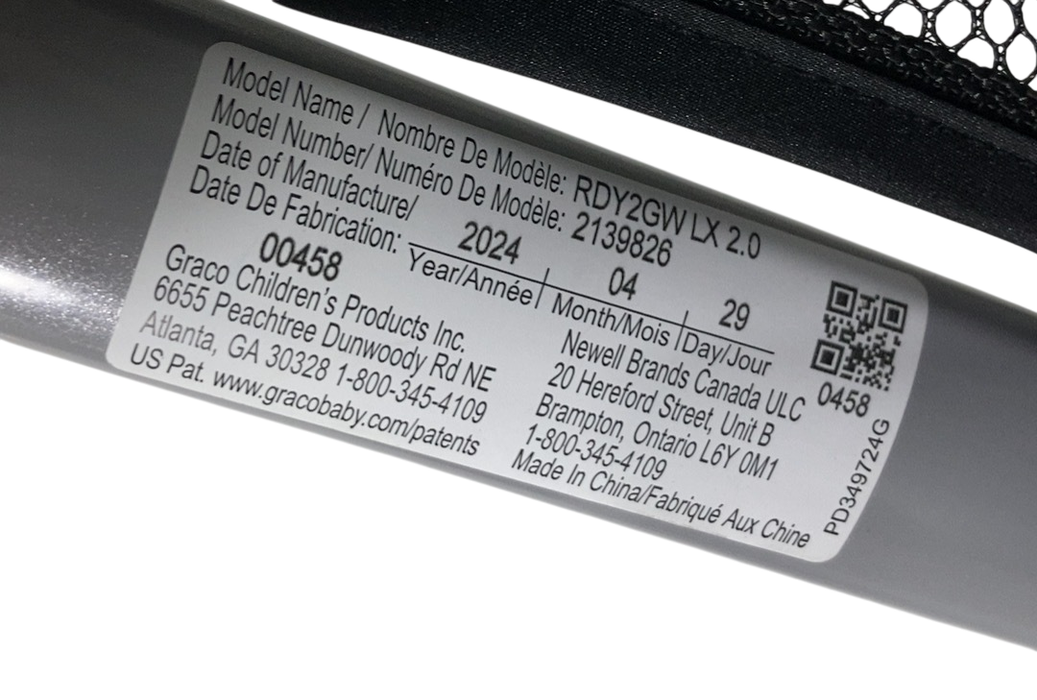 Model Name / Nombre De Modèle: RDY2GW LX 2.0
Model Number/ Numéro De Modèle: 2139826
Date of Manufacture/
Date De Fabrication: 2024 04 29
Year/Année Month/Mois Day/Jour
00458
Graco Children's Products Inc.
6655 Peachtree Dunwoody Rd NE
Atlanta, GA 30328 1-800-345-4109
US Pat. www.gracobaby.com/patents
Newell Brands Canada ULC
20 Hereford Street, Unit B
Brampton, Ontario L6Y 0M1
1-800-345-4109
Made In China/Fabriqué Aux Chine
0458
PD349724G